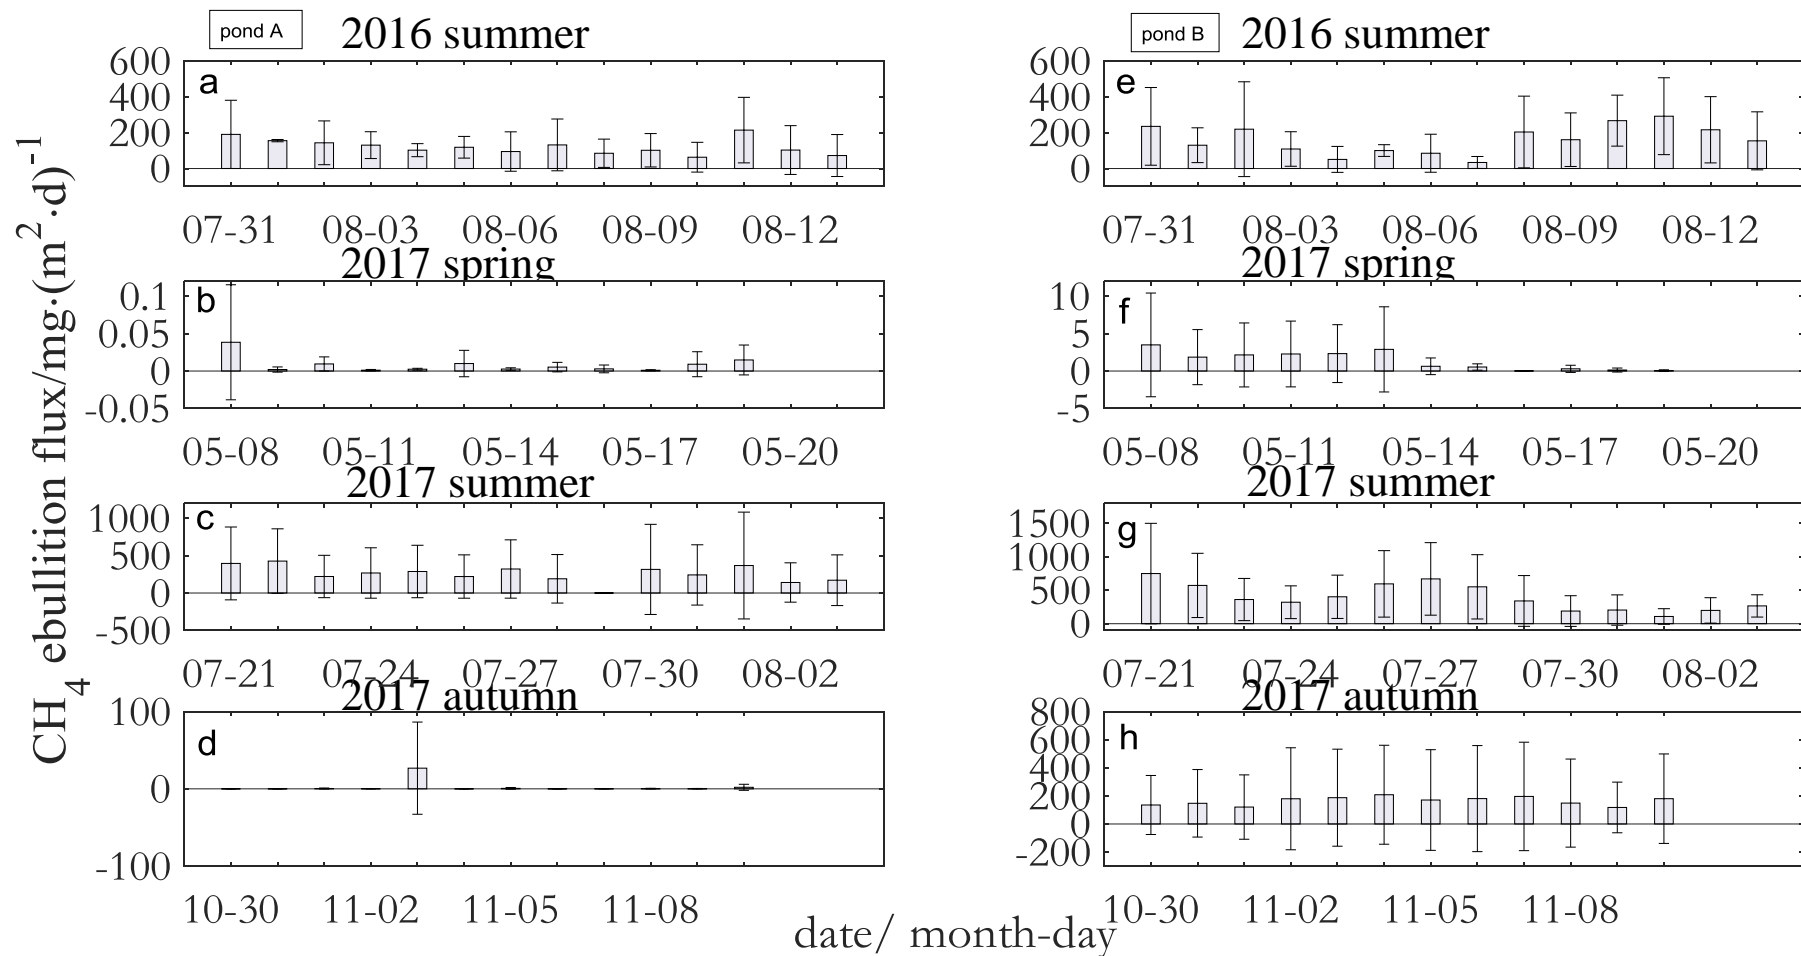 pond A 2016 summer
a
600
400
200
0
07-31 08-03 08-06 08-09 08-12
2017 spring
b
0.1
0.05
0
-0.05
05-08 05-11 05-14 05-17 05-20
2017 summer
c
1000
500
0
-500
07-21 07-24 07-27 07-30 08-02
2017 autumn
d
100
0
-100
10-30 11-02 11-05 11-08
pond B 2016 summer
e
600
400
200
0
07-31 08-03 08-06 08-09 08-12
2017 spring
f
10
5
0
-5
05-08 05-11 05-14 05-17 05-20
2017 summer
g
1500
1000
500
0
07-21 07-24 07-27 07-30 08-02
2017 autumn
h
800
600
400
200
0
-200
10-30 11-02 11-05 11-08
CH₄ ebullition flux/mg·(m²·d)⁻¹
date/ month-day